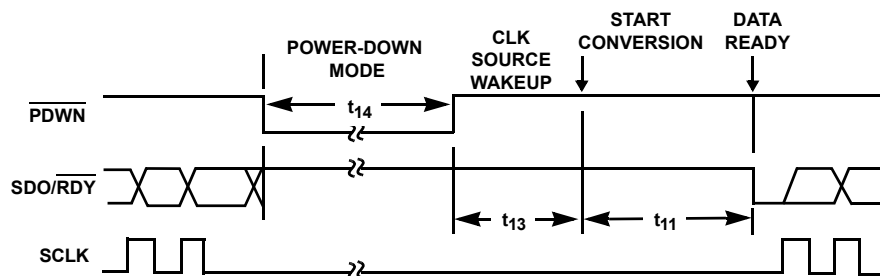 POWER-DOWN
MODE
CLK
SOURCE
WAKEUP
START
CONVERSION
DATA
READY
PDWN
t14
SDO/RDY
t13
t11
SCLK